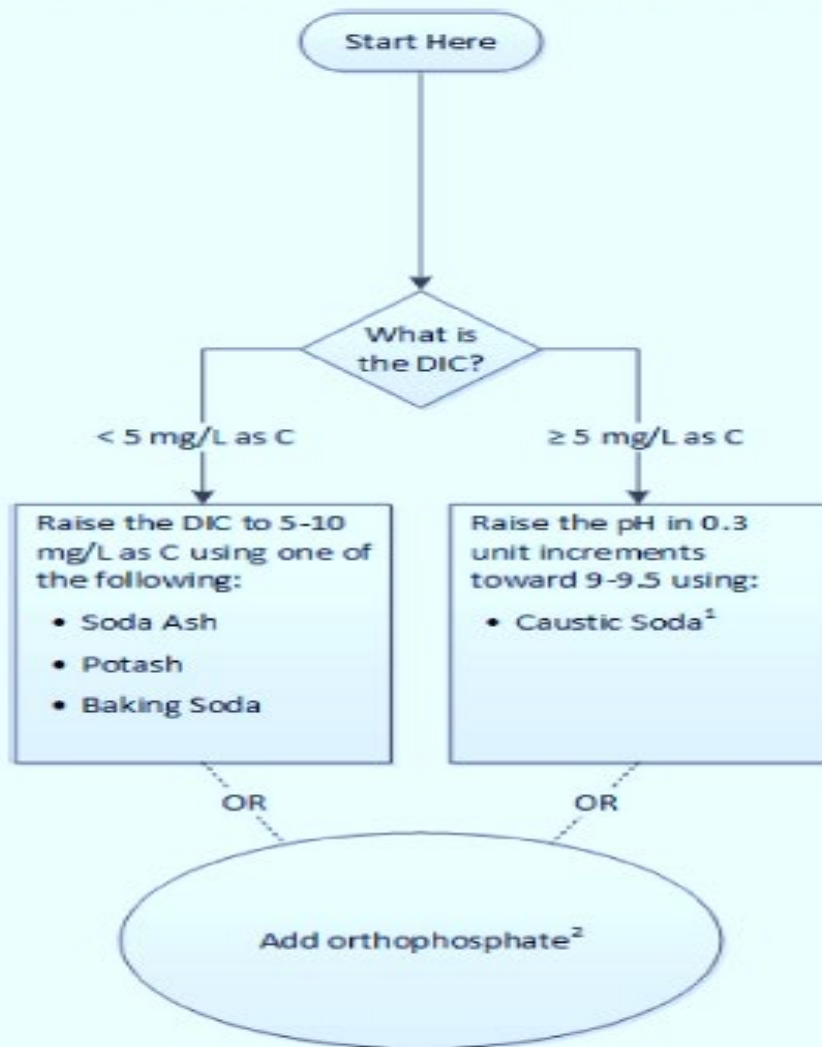 Start Here
What is
the DIC?
< 5 mg/L as C
≥ 5 mg/L as C
Raise the DIC to 5-10
mg/L as C using one of
the following:
• Soda Ash
• Potash
• Baking Soda
Raise the pH in 0.3
unit increments
toward 9-9.5 using:
• Caustic Soda¹
OR
OR
Add orthophosphate²